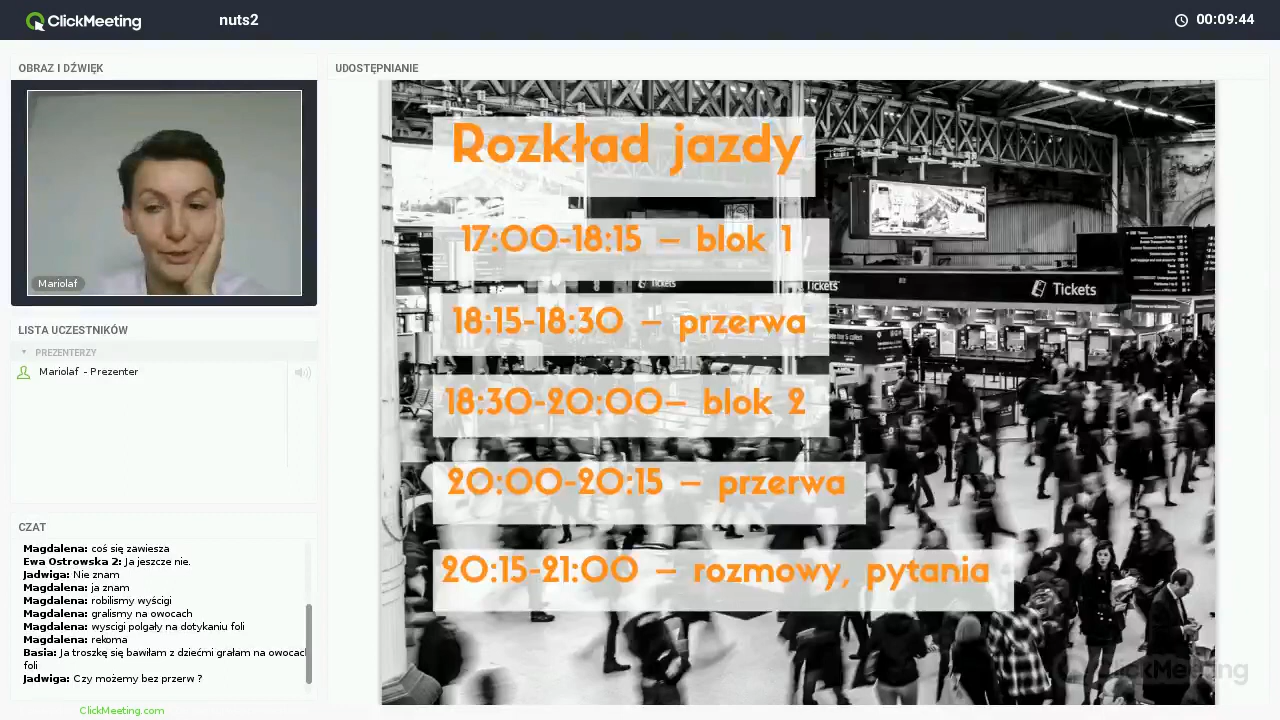 ClickMeeting
nuts2
00:09:44
OBRAZ I DŹWIĘK
Mariolaf
LISTA UCZESTNIKÓW
PREZENTERZY
Mariolaf - Prezenter
CZAT
Magdalena: coś się zawiesza
Ewa Ostrowska 2: Ja jeszcze nie.
Jadwiga: Nie znam
Magdalena: ja znam
Magdalena: robilismy wyścigi
Magdalena: gralismy na owocach
Magdalena: wyscigi polgały na dotykaniu foli
Magdalena: rekoma
Basia: Ja troszkę się bawiłam z dziećmi grałam na owocach
foli
Jadwiga: Czy możemy bez przerw ?
ClickMeeting.com
UDOSTĘPNIANIE
Rozkład jazdy
17:00-18:15 – blok 1
18:15-18:30 – przerwa
18:30-20:00– blok 2
20:00-20:15 – przerwa
20:15-21:00 – rozmowy, pytania
Tickets
Tickets
Tickets
ClickMeeting